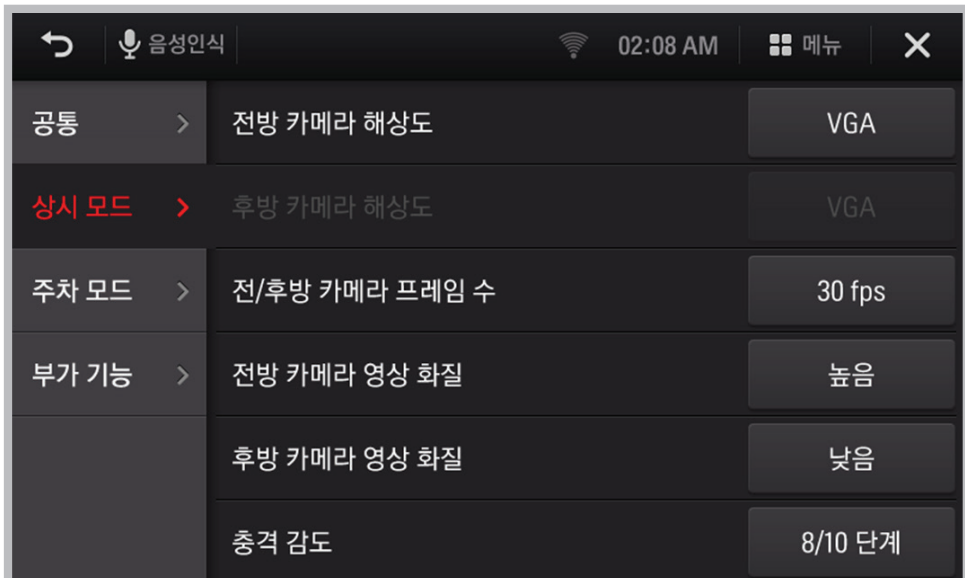 음성인식
02:08 AM
메뉴
공통
전방 카메라 해상도
VGA
상시 모드
후방 카메라 해상도
VGA
주차 모드
전/후방 카메라 프레임 수
30 fps
부가 기능
전방 카메라 영상 화질
높음
후방 카메라 영상 화질
낮음
충격 감도
8/10 단계